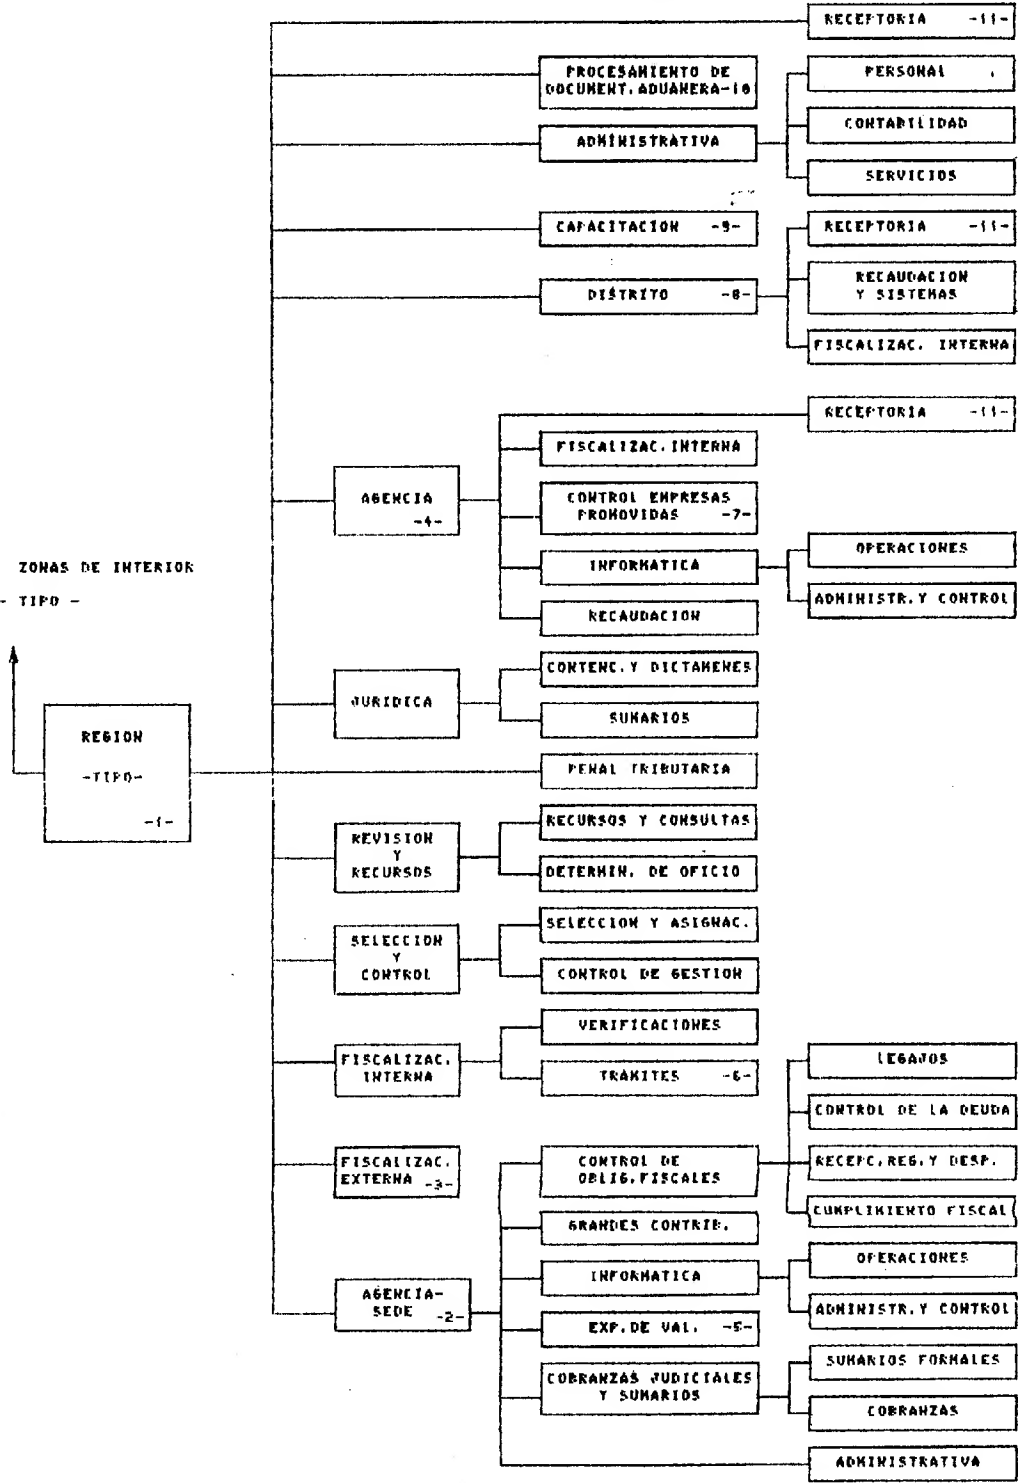 RECEPTORIA -11-
PROCESAMIENTO DE
DOCUMENT.ADUANERA-10
ADMINISTRATIVA
PERSONAL
CONTABILIDAD
SERVICIOS
CAPACITACION -9-
DISTRITO -8-
RECEPTORIA -11-
RECAUDACION
Y SISTEMAS
FISCALIZAC. INTERNA
RECEPTORIA -11-
AGENCIA
-4-
FISCALIZAC.INTERNA
CONTROL EMPRESAS
PROMOVIDAS -7-
INFORMATICA
OPERACIONES
ADMINISTR.Y CONTROL
RECAUDACION
ZONAS DE INTERIOR
- TIPO -
JURIDICA
CONTENC.Y DICTAMENES
SUMARIOS
REGION
-TIPO-
-1-
PENAL TRIBUTARIA
REVISION
Y
RECURSOS
RECURSOS Y CONSULTAS
DETERMIN. DE OFICIO
SELECCION
Y
CONTROL
SELECCION Y ASIGNAC.
CONTROL DE GESTION
FISCALIZAC.
INTERNA
VERIFICACIONES
TRAMITES -6-
FISCALIZAC.
EXTERNA -3-
AGENCIA-
SEDE -2-
CONTROL DE
OBLIG.FISCALES
LEGAJOS
CONTROL DE LA DEUDA
RECEPC.REG.Y DESP.
CUMPLIMIENTO FISCAL
GRANDES CONTRIB.
INFORMATICA
OPERACIONES
ADMINISTR.Y CONTROL
EXP.DE VAL. -5-
COBRANZAS JUDICIALES
Y SUMARIOS
SUMARIOS FORMALES
COBRANZAS
ADMINISTRATIVA